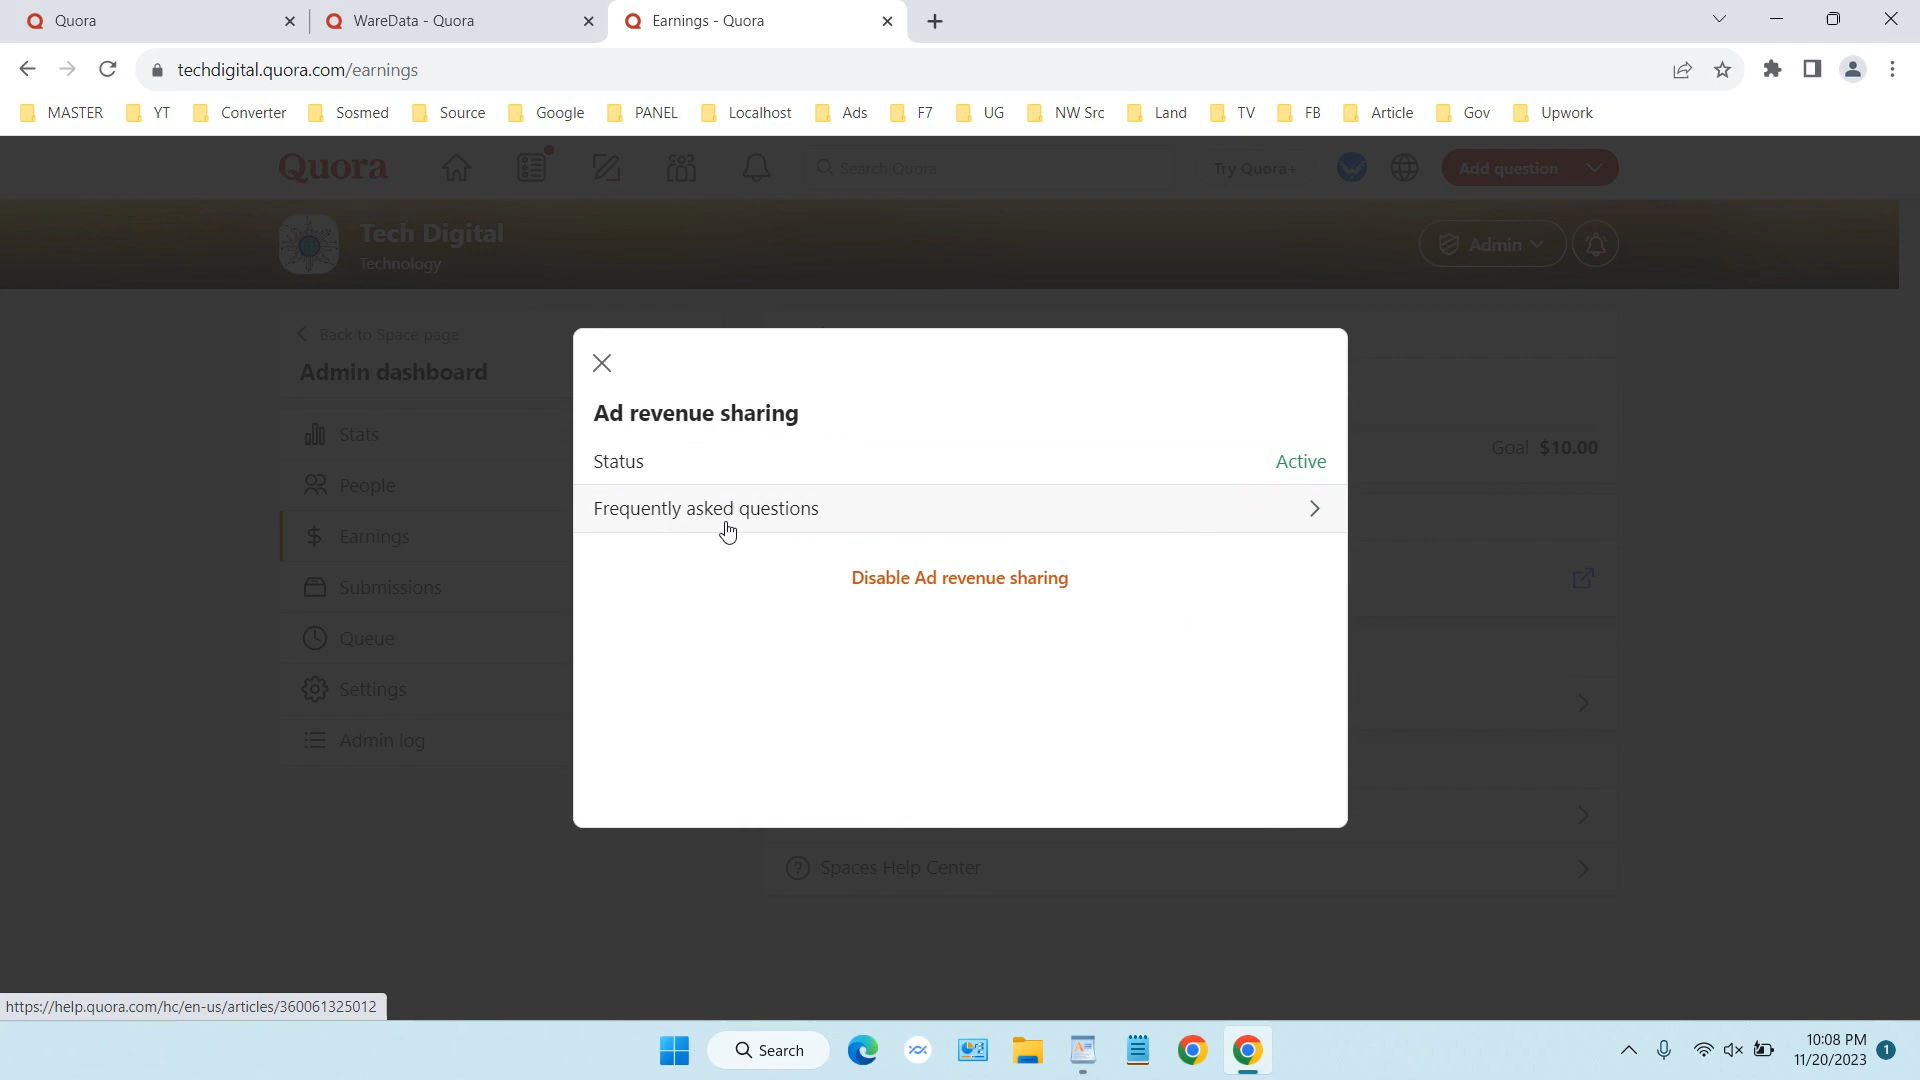 Quora
WareData - Quora
Earnings - Quora
techdigital.quora.com/earnings
MASTER
YT
Converter
Sosmed
Source
Google
PANEL
Localhost
Ads
F7
UG
NW Src
Land
TV
FB
Article
Gov
Upwork
Quora
Search Quora
Try Quora+
Add question
Tech Digital
Technology
Admin
Back to Space page
Admin dashboard
Stats
People
Earnings
Submissions
Queue
Settings
Admin log
Goal $10.00
Ad revenue sharing
Status
Active
Frequently asked questions
Disable Ad revenue sharing
Spaces Help Center
https://help.quora.com/hc/en-us/articles/360061325012
Search
10:08 PM
11/20/2023
1